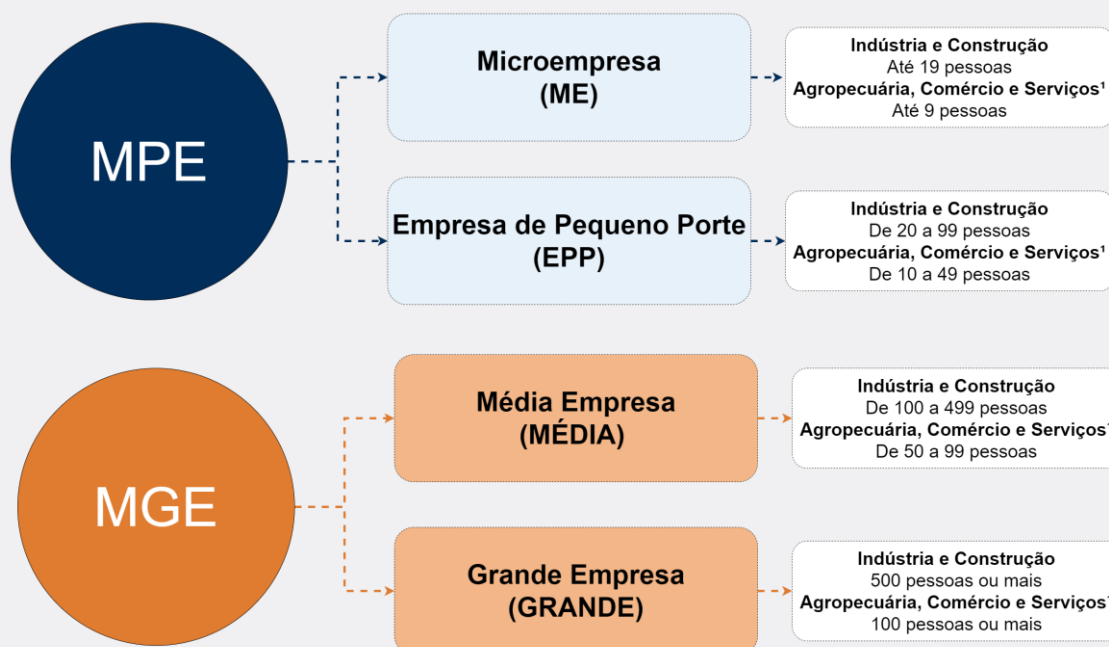 MPE
Microempresa
(ME)
Indústria e Construção
Até 19 pessoas
Agropecuária, Comércio e Serviços¹
Até 9 pessoas
Empresa de Pequeno Porte
(EPP)
Indústria e Construção
De 20 a 99 pessoas
Agropecuária, Comércio e Serviços¹
De 10 a 49 pessoas
MGE
Média Empresa
(MÉDIA)
Indústria e Construção
De 100 a 499 pessoas
Agropecuária, Comércio e Serviços¹
De 50 a 99 pessoas
Grande Empresa
(GRANDE)
Indústria e Construção
500 pessoas ou mais
Agropecuária, Comércio e Serviços¹
100 pessoas ou mais